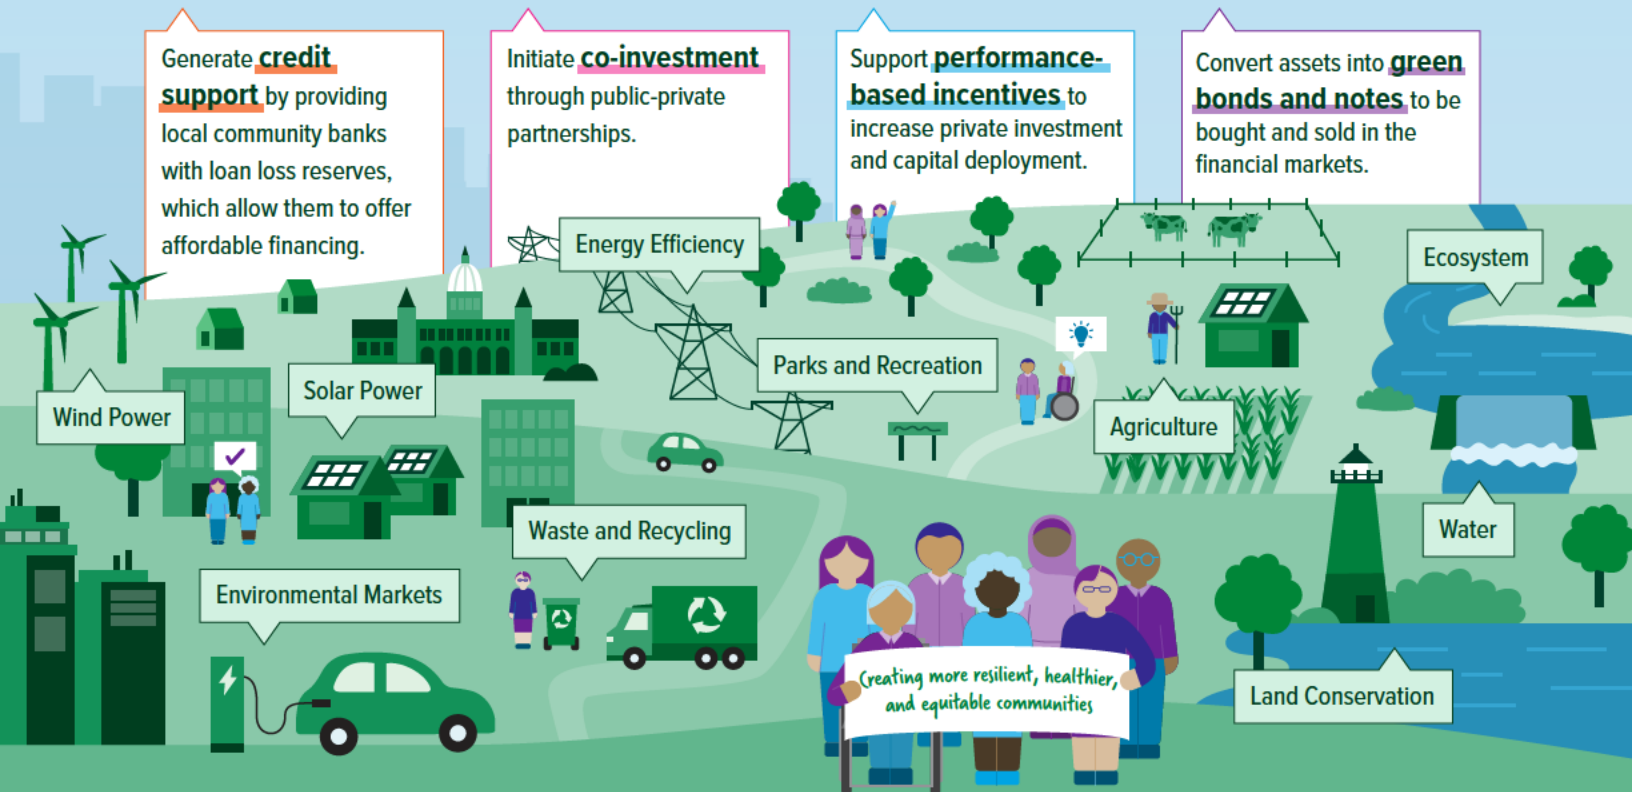 Generate credit
support by providing
local community banks
with loan loss reserves,
which allow them to offer
affordable financing.
Initiate co-investment
through public-private
partnerships.
Support performance-
based incentives to
increase private investment
and capital deployment.
Convert assets into green
bonds and notes to be
bought and sold in the
financial markets.
Energy Efficiency
Ecosystem
Parks and Recreation
Solar Power
Wind Power
Agriculture
Waste and Recycling
Water
Environmental Markets
Creating more resilient, healthier,
and equitable communities
Land Conservation